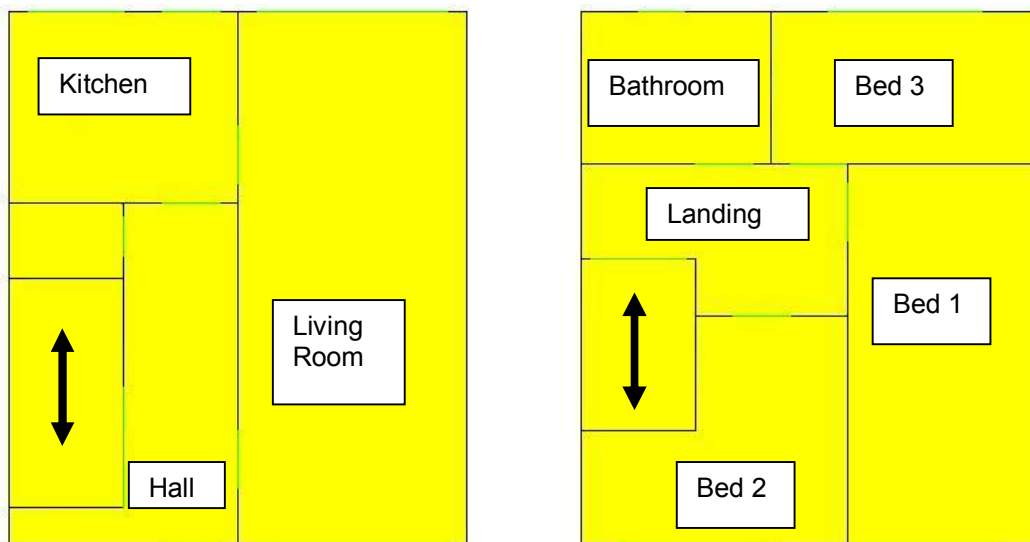 Kitchen
Living
Room
Hall
Bathroom
Bed 3
Landing
Bed 1
Bed 2